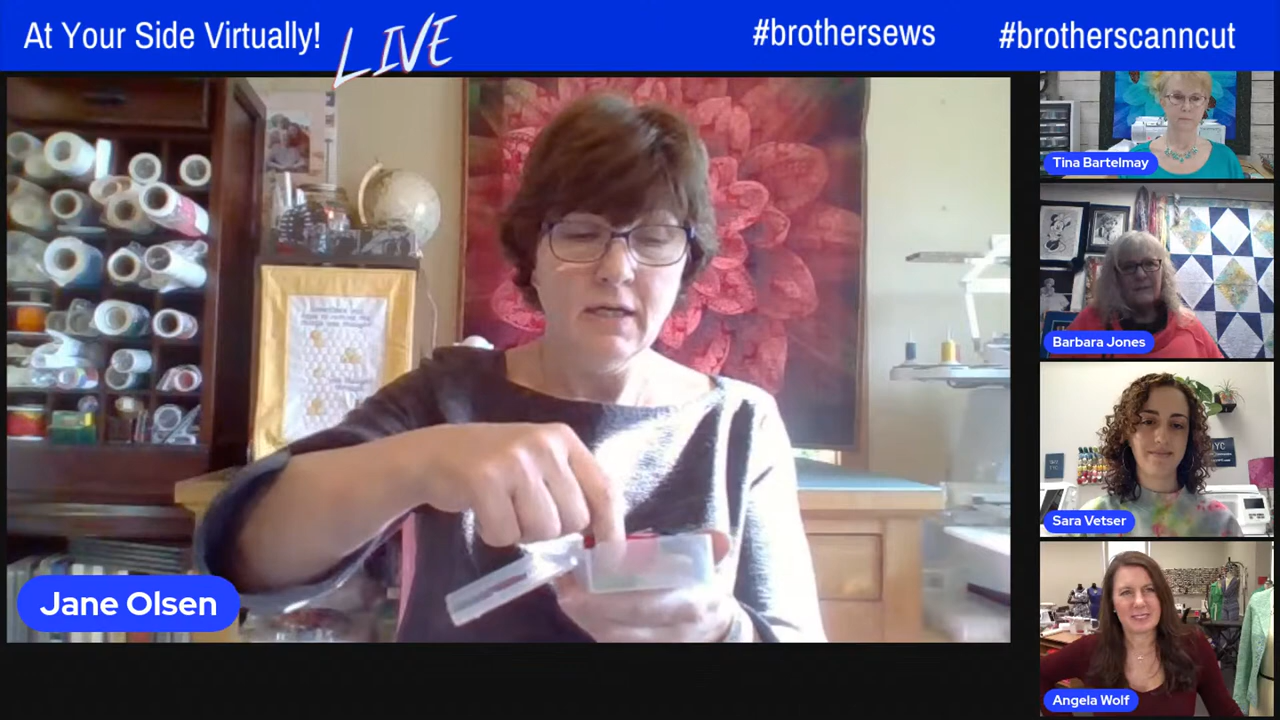 At Your Side Virtually!
LIVE
#brothersews
#brotherscanncut
Tina Bartelmay
Barbara Jones
Sara Vetser
Angela Wolf
Jane Olsen